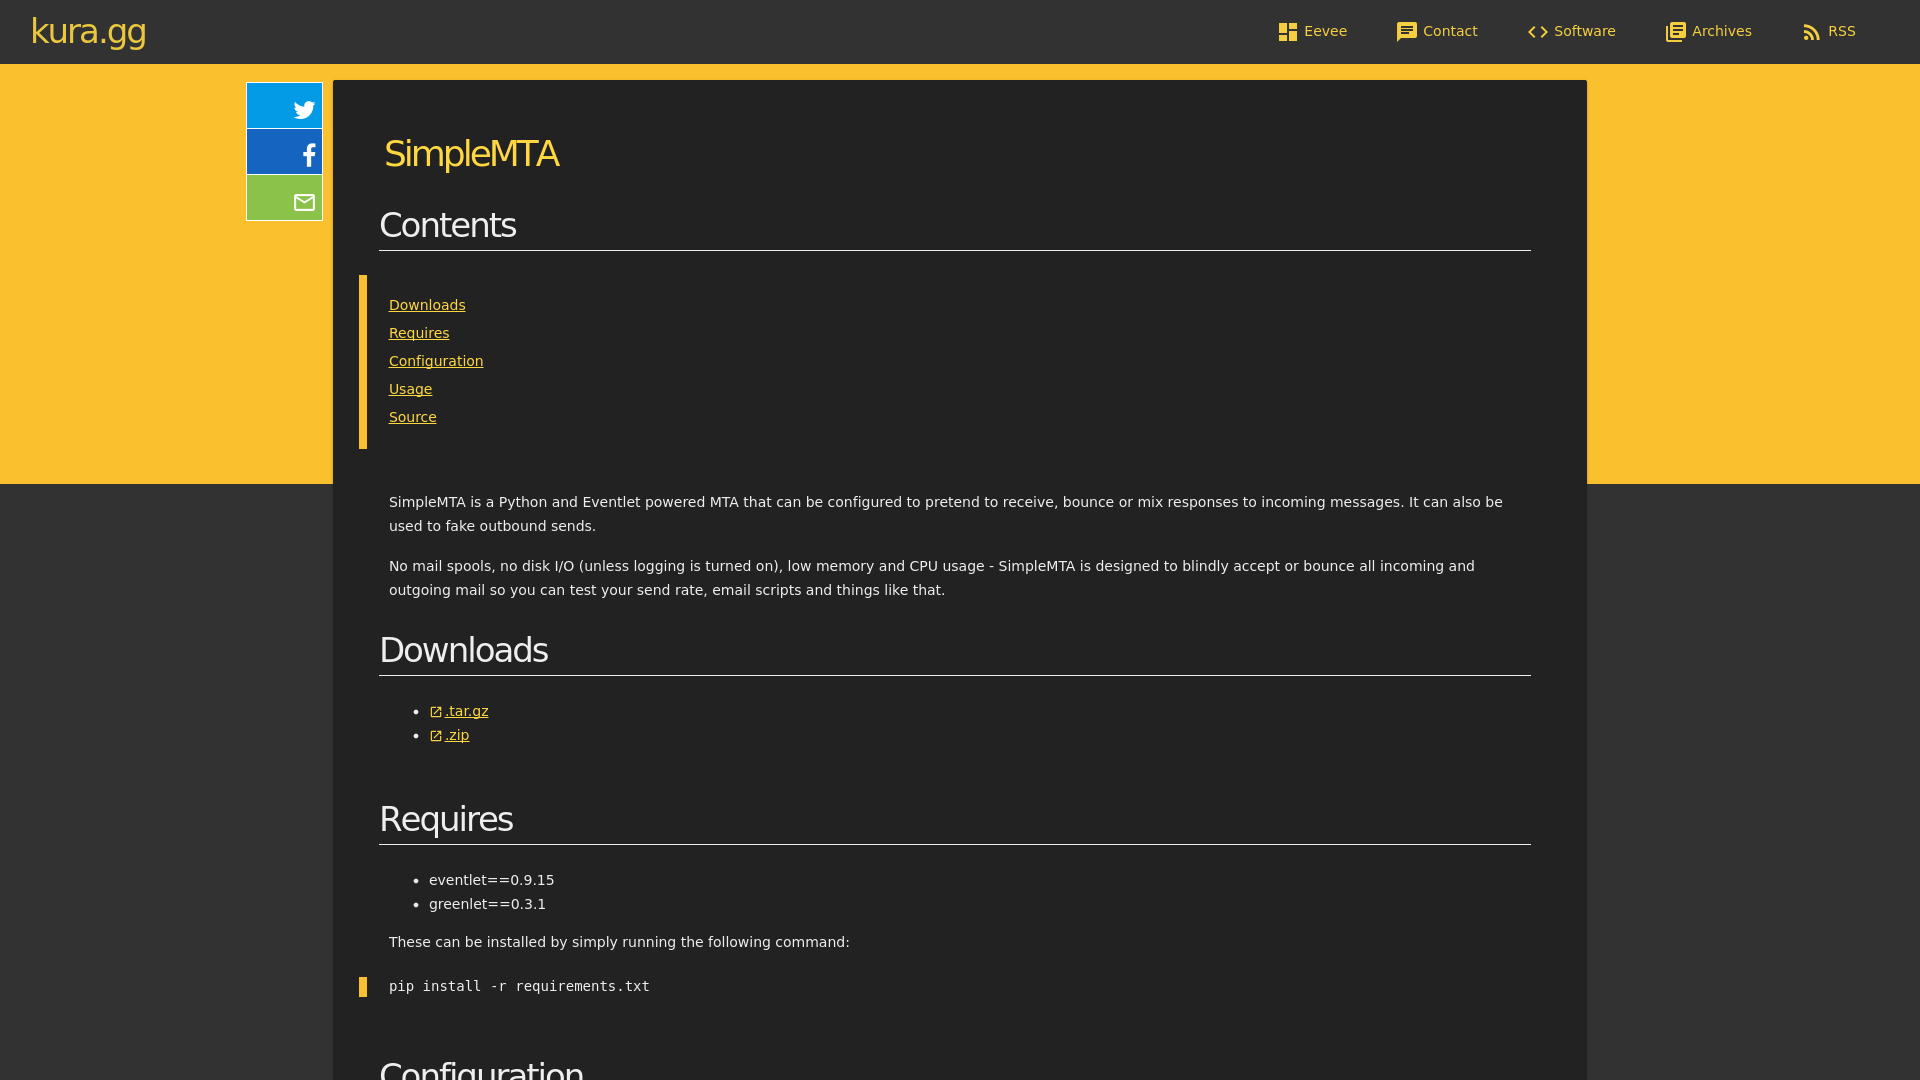 kura.gg
Eevee
Contact
Software
Archives
RSS
SimpleMTA
Contents
Downloads
Requires
Configuration
Usage
Source
SimpleMTA is a Python and Eventlet powered MTA that can be configured to pretend to receive, bounce or mix responses to incoming messages. It can also be
used to fake outbound sends.
No mail spools, no disk I/O (unless logging is turned on), low memory and CPU usage - SimpleMTA is designed to blindly accept or bounce all incoming and
outgoing mail so you can test your send rate, email scripts and things like that.
Downloads
.tar.gz
.zip
Requires
eventlet==0.9.15
greenlet==0.3.1
These can be installed by simply running the following command:
pip install -r requirements.txt
Configuration